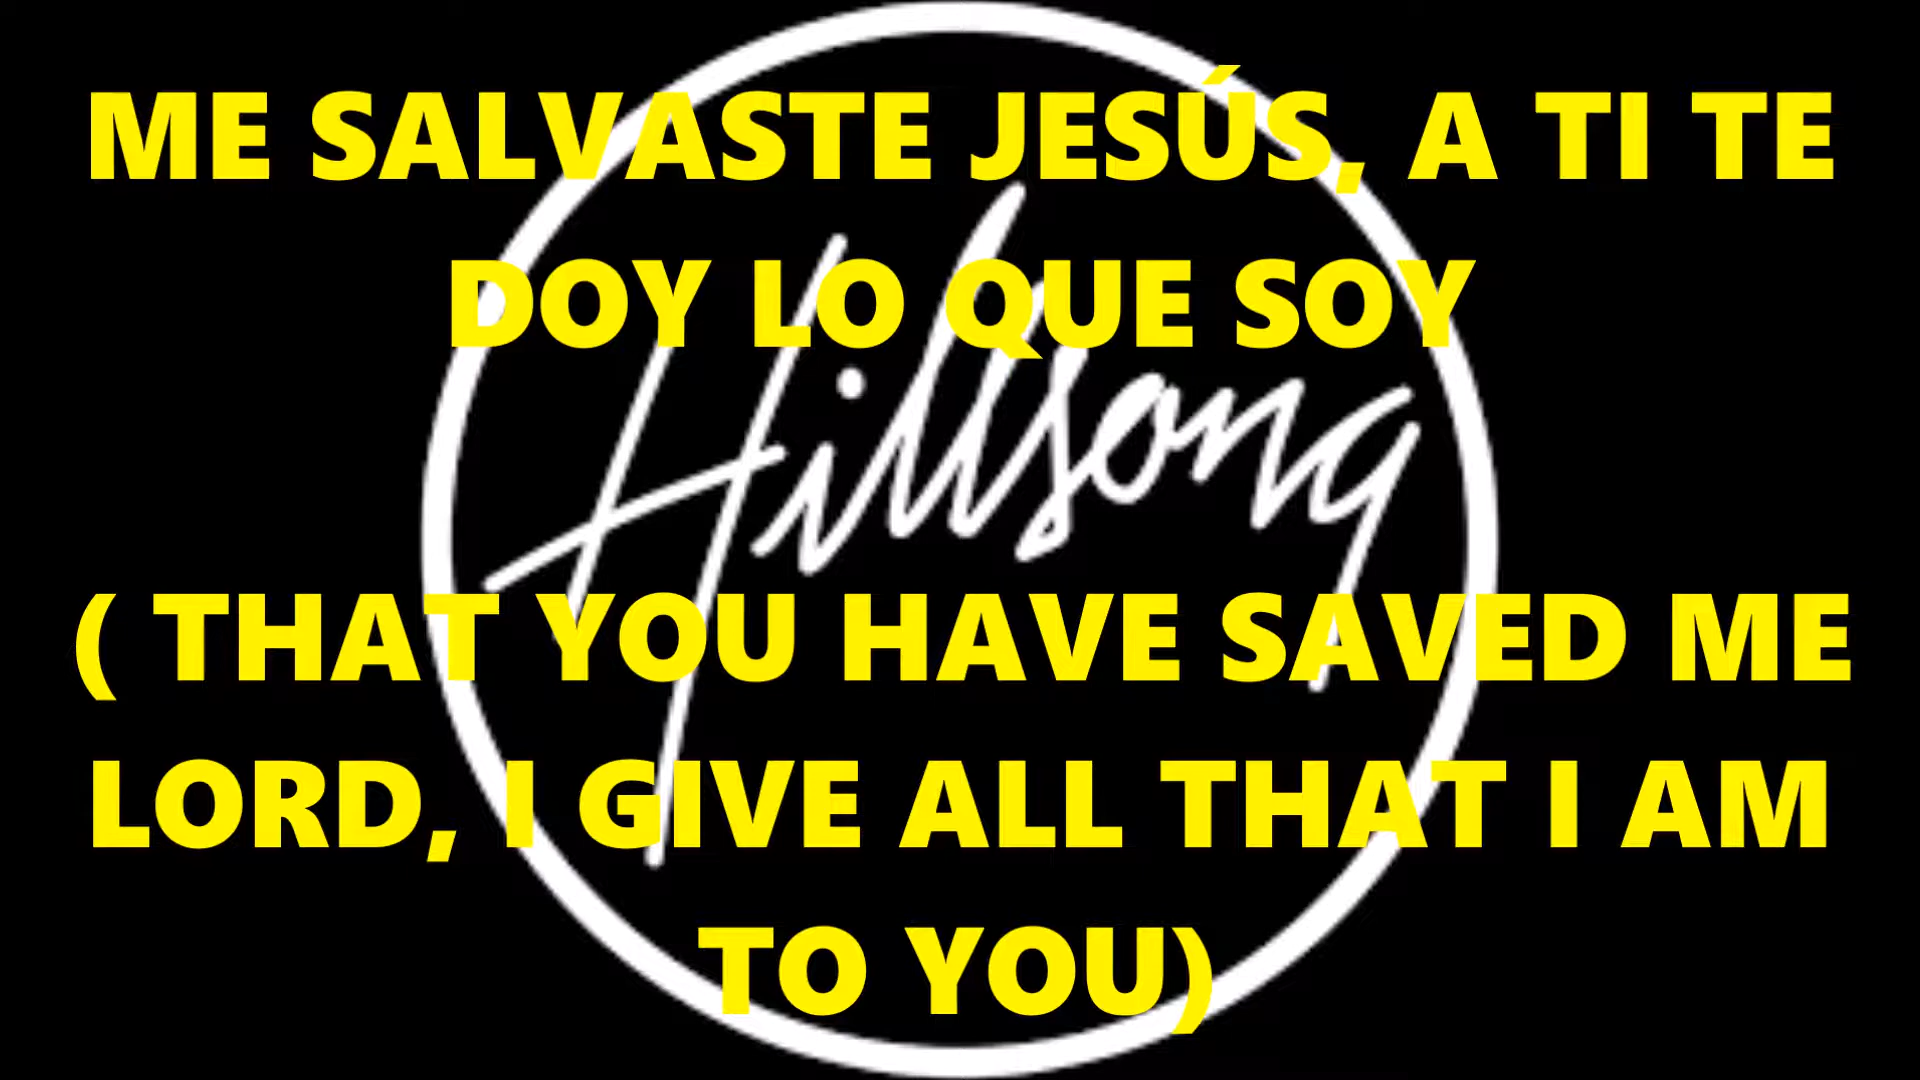 ME SALVASTE JESÚS, A TI TE
DOY LO QUE SOY
Hillsong
( THAT YOU HAVE SAVED ME
LORD, I GIVE ALL THAT I AM
TO YOU)